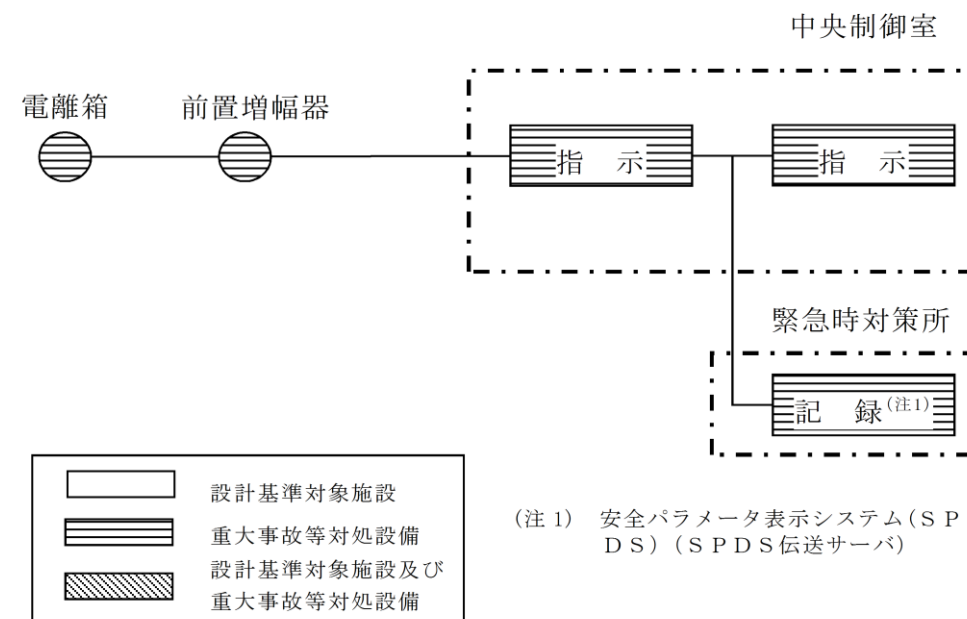 中央制御室
電離箱
前置増幅器
指 示
指 示
緊急時対策所
記 録(注1)
設計基準対象施設
重大事故等対処設備
設計基準対象施設及び
重大事故等対処設備
(注1) 安全パラメータ表示システム(SP
DS)(SPDS伝送サーバ)